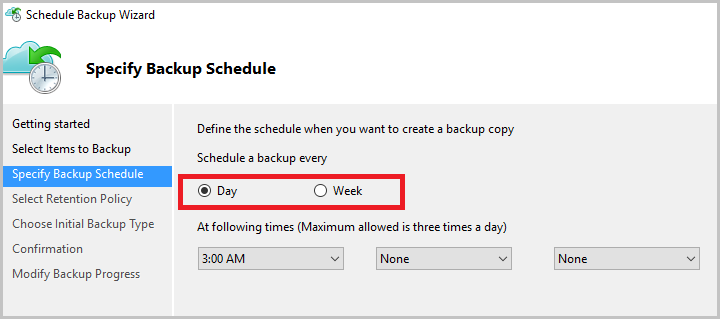 Schedule Backup Wizard
Specify Backup Schedule
Getting started
Select Items to Backup
Specify Backup Schedule
Select Retention Policy
Choose Initial Backup Type
Confirmation
Modify Backup Progress
Define the schedule when you want to create a backup copy
Schedule a backup every
Day Week
At following times (Maximum allowed is three times a day)
3:00 AM None None